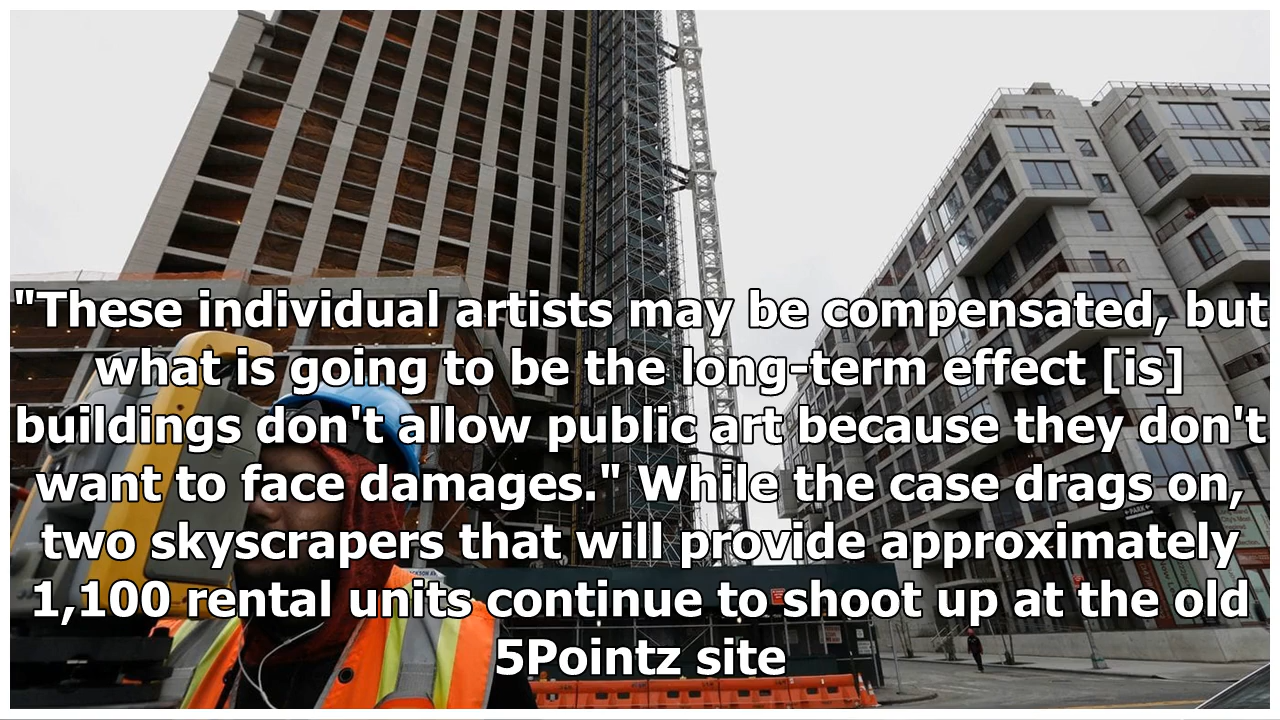 "These individual artists may be compensated, but
what is going to be the long-term effect [is]
buildings don't allow public art because they don't
want to face damages." While the case drags on,
two skyscrapers that will provide approximately
1,100 rental units continue to shoot up at the old
5Pointz site
PARK